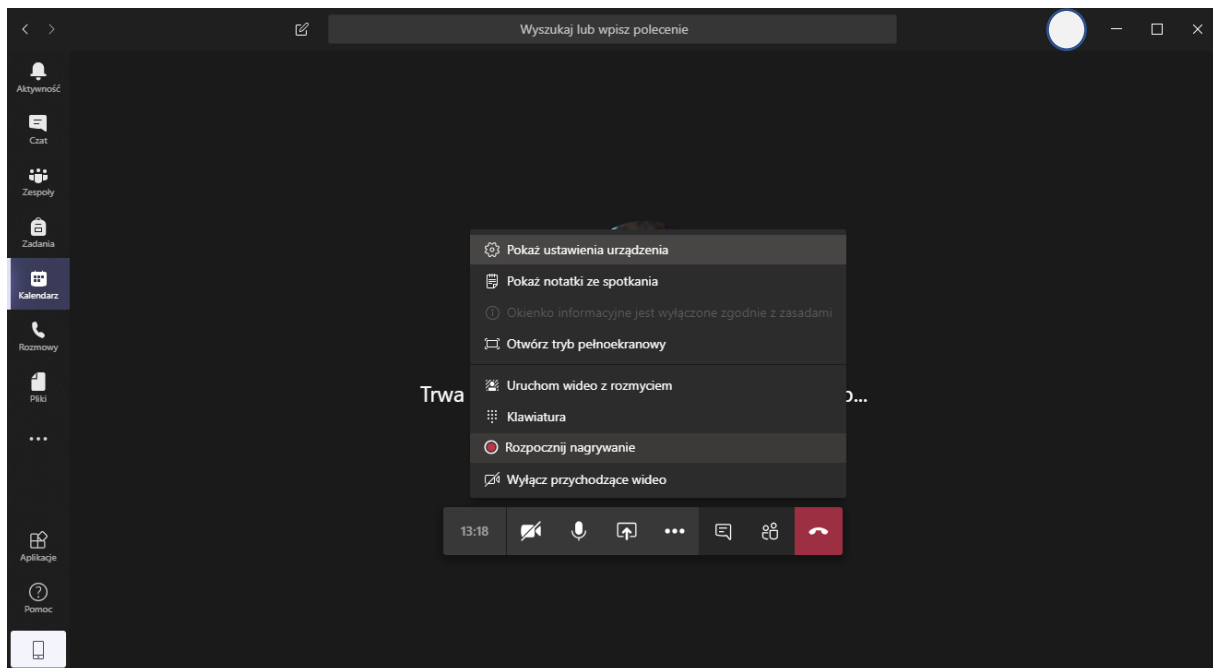 Wyszukaj lub wpisz polecenie
Aktywność
Czat
Zespoły
Zadania
Kalendarz
Rozmowy
Pliki
Aplikacje
Pomoc
Pokaż ustawienia urządzenia
Pokaż notatki ze spotkania
Okienko informacyjne jest wyłączone zgodnie z zasadami
Otwórz tryb pełnoekranowy
Uruchom wideo z rozmyciem
Trwa
Klawiatura
Rozpocznij nagrywanie
Wyłącz przychodzące wideo
13:18